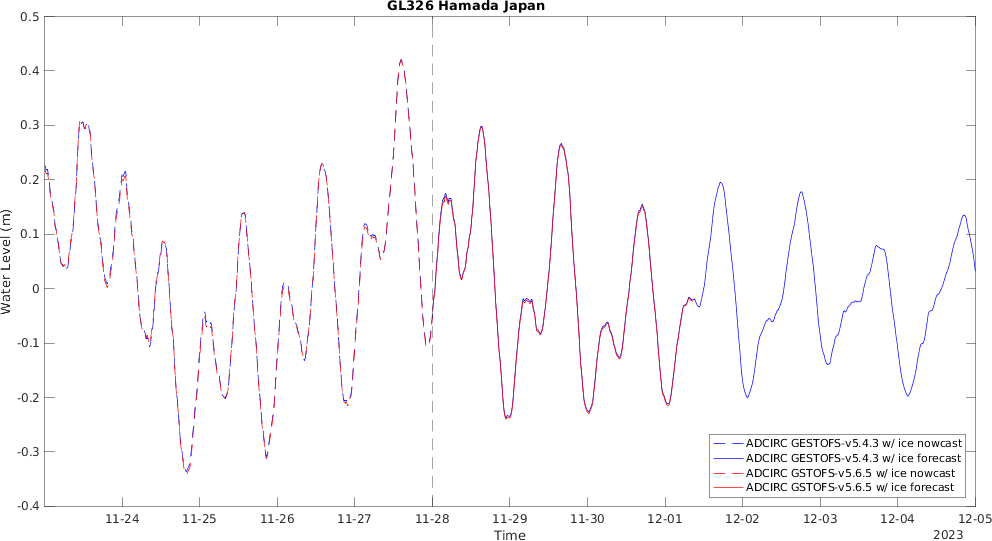 GL326 Hamada Japan
0.5
0.4
0.3
0.2
0.1
0
-0.1
-0.2
-0.3
-0.4
Water Level (m)
11-24 11-25 11-26 11-27 11-28 11-29 11-30 12-01 12-02 12-03 12-04 12-05
Time
2023
ADCIRC GESTOFS-v5.4.3 w/ ice nowcast
ADCIRC GESTOFS-v5.4.3 w/ ice forecast
ADCIRC GSTOFS-v5.6.5 w/ ice nowcast
ADCIRC GSTOFS-v5.6.5 w/ ice forecast